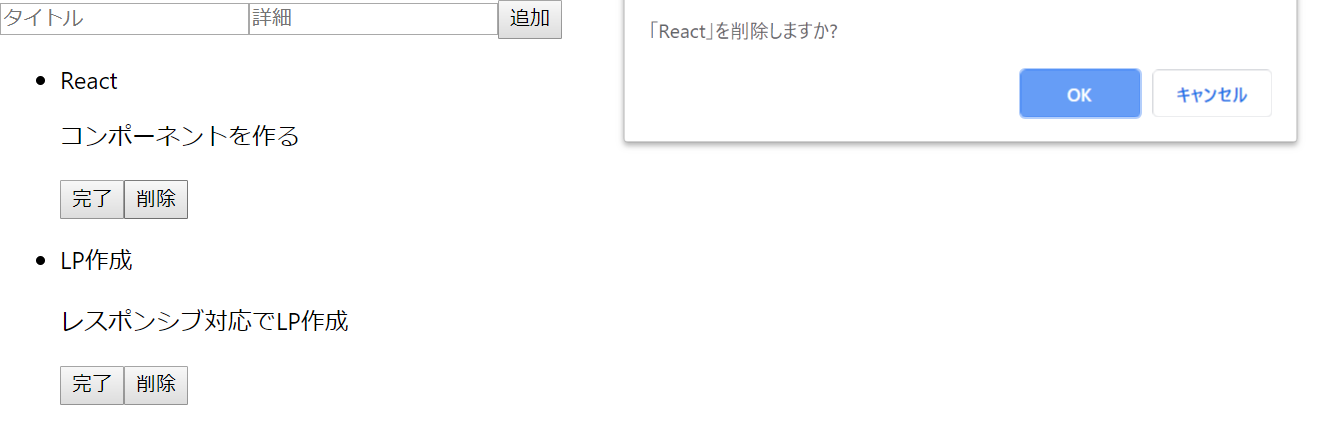 タイトル 詳細 追加
「React」を削除しますか?
OK キャンセル
React
コンポーネントを作る
完了 削除
LP作成
レスポンシブ対応でLP作成
完了 削除